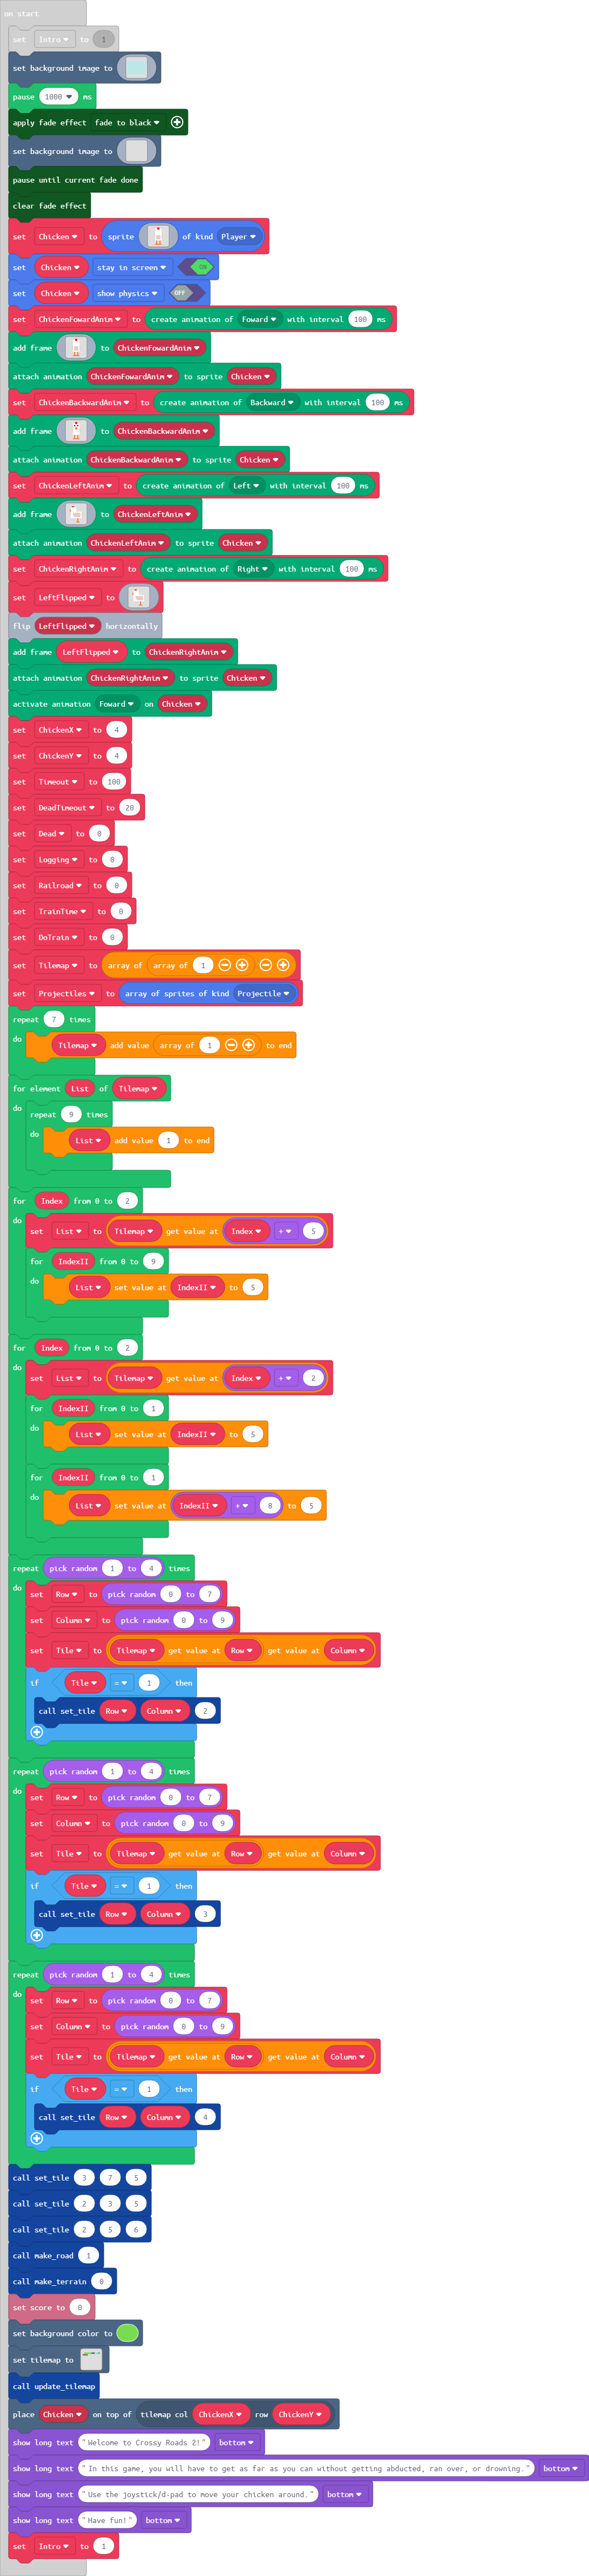 on start
set Intro to 1
set background image to
pause 1000 ms
apply fade effect fade to black
set background image to
pause until current fade done
clear fade effect
set Chicken to sprite of kind Player
set Chicken stay in screen ON
set Chicken show physics OFF
set ChickenFowardAnim to create animation of Foward with interval 100 ms
add frame to ChickenFowardAnim
attach animation ChickenFowardAnim to sprite Chicken
set ChickenBackwardAnim to create animation of Backward with interval 100 ms
add frame to ChickenBackwardAnim
attach animation ChickenBackwardAnim to sprite Chicken
set ChickenLeftAnim to create animation of Left with interval 100 ms
add frame to ChickenLeftAnim
attach animation ChickenLeftAnim to sprite Chicken
set ChickenRightAnim to create animation of Right with interval 100 ms
set LeftFlipped to
flip LeftFlipped horizontally
add frame LeftFlipped to ChickenRightAnim
attach animation ChickenRightAnim to sprite Chicken
activate animation Foward on Chicken
set ChickenX to 4
set ChickenY to 4
set Timeout to 100
set DeadTimeout to 20
set Dead to 0
set Logging to 0
set Railroad to 0
set TrainTime to 0
set DoTrain to 0
set Tilemap to array of array of 1
set Projectiles to array of sprites of kind Projectile
repeat 7 times
do Tilemap add value array of 1 to end
for element List of Tilemap
do repeat 9 times
do List add value 1 to end
for Index from 0 to 2
do set List to Tilemap get value at Index + 5
for IndexII from 0 to 9
do List set value at IndexII to 5
for Index from 0 to 2
do set List to Tilemap get value at Index + 2
for IndexII from 0 to 1
do List set value at IndexII to 5
for IndexII from 0 to 1
do List set value at IndexII + 8 to 5
repeat pick random 1 to 4 times
do set Row to pick random 0 to 7
set Column to pick random 0 to 9
set Tile to Tilemap get value at Row get value at Column
if Tile = 1 then
call set_tile Row Column 2
repeat pick random 1 to 4 times
do set Row to pick random 0 to 7
set Column to pick random 0 to 9
set Tile to Tilemap get value at Row get value at Column
if Tile = 1 then
call set_tile Row Column 3
repeat pick random 1 to 4 times
do set Row to pick random 0 to 7
set Column to pick random 0 to 9
set Tile to Tilemap get value at Row get value at Column
if Tile = 1 then
call set_tile Row Column 4
call set_tile 3 7 5
call set_tile 2 3 5
call set_tile 2 5 6
call make_road 1
call make_terrain 0
set score to 0
set background color to
set tilemap to
call update_tilemap
place Chicken on top of tilemap col ChickenX row ChickenY
show long text "Welcome to Crossy Roads 2!" bottom
show long text "In this game, you will have to get as far as you can without getting abducted, ran over, or drowning." bottom
show long text "Use the joystick/d-pad to move your chicken around." bottom
show long text "Have fun!" bottom
set Intro to 1